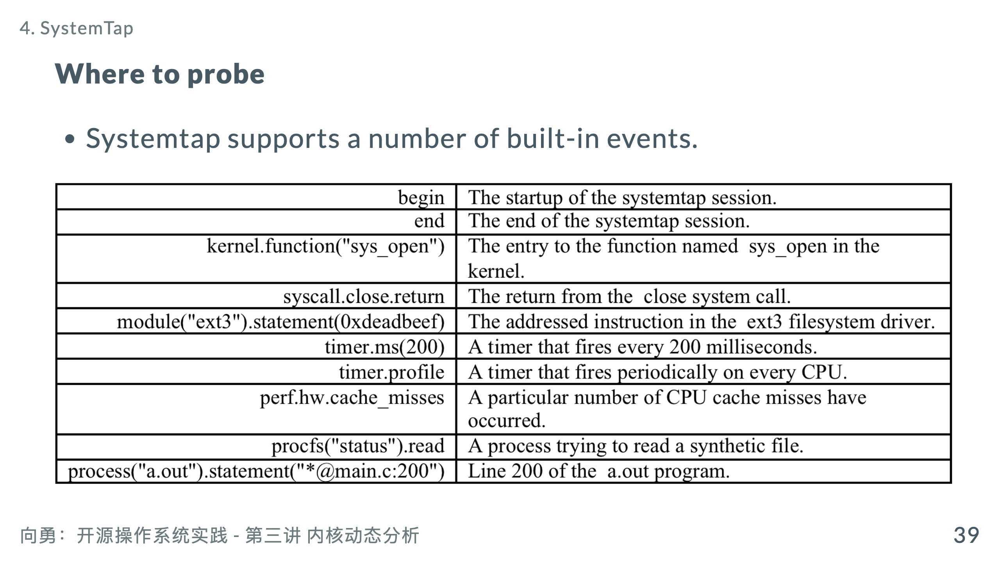 4. SystemTap
Where to probe
• Systemtap supports a number of built-in events.
begin The startup of the systemtap session.
end The end of the systemtap session.
kernel.function("sys_open") The entry to the function named sys_open in the
kernel.
syscall.close.return The return from the close system call.
module("ext3").statement(0xdeadbeef) The addressed instruction in the ext3 filesystem driver.
timer.ms(200) A timer that fires every 200 milliseconds.
timer.profile A timer that fires periodically on every CPU.
perf.hw.cache_misses A particular number of CPU cache misses have
occurred.
procfs("status").read A process trying to read a synthetic file.
process("a.out").statement("*@main.c:200") Line 200 of the a.out program.
向勇：开源操作系统实践 - 第三讲 内核动态分析
39